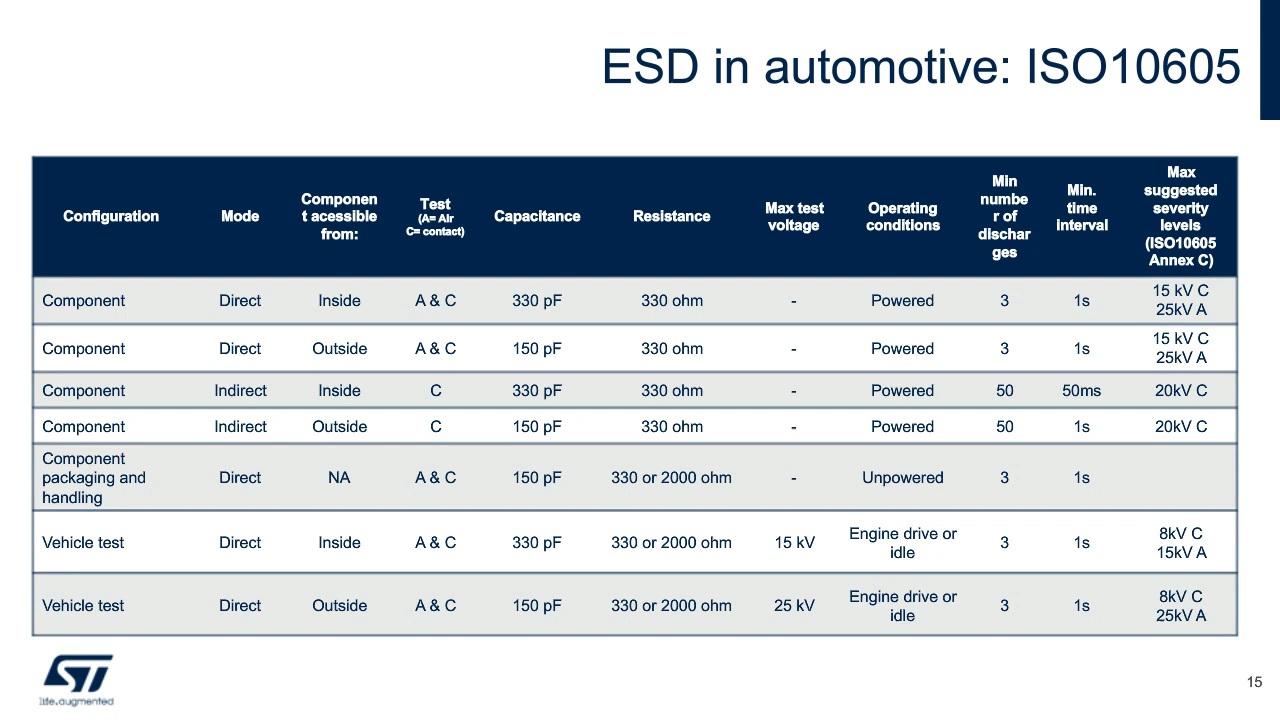 ESD in automotive: ISO10605
Configuration
Mode
Componen
t acessible
from:
Test
(A= Air
C= contact)
Capacitance
Resistance
Max test
voltage
Operating
conditions
Min
numbe
r of
dischar
ges
Min.
time
interval
Max
suggested
severity
levels
(ISO10605
Annex C)
Component Direct Inside A & C 330 pF 330 ohm - Powered 3 1s 15 kV C
25kV A
Component Direct Outside A & C 150 pF 330 ohm - Powered 3 1s 15 kV C
25kV A
Component Indirect Inside C 330 pF 330 ohm - Powered 50 50ms 20kV C
Component Indirect Outside C 150 pF 330 ohm - Powered 50 1s 20kV C
Component
packaging and
handling
Direct NA A & C 150 pF 330 or 2000 ohm - Unpowered 3 1s
Vehicle test Direct Inside A & C 330 pF 330 or 2000 ohm 15 kV
Engine drive or
idle
3 1s
8kV C
15kV A
Vehicle test Direct Outside A & C 150 pF 330 or 2000 ohm 25 kV
Engine drive or
idle
3 1s
8kV C
25kV A
ST
life.augmented
15